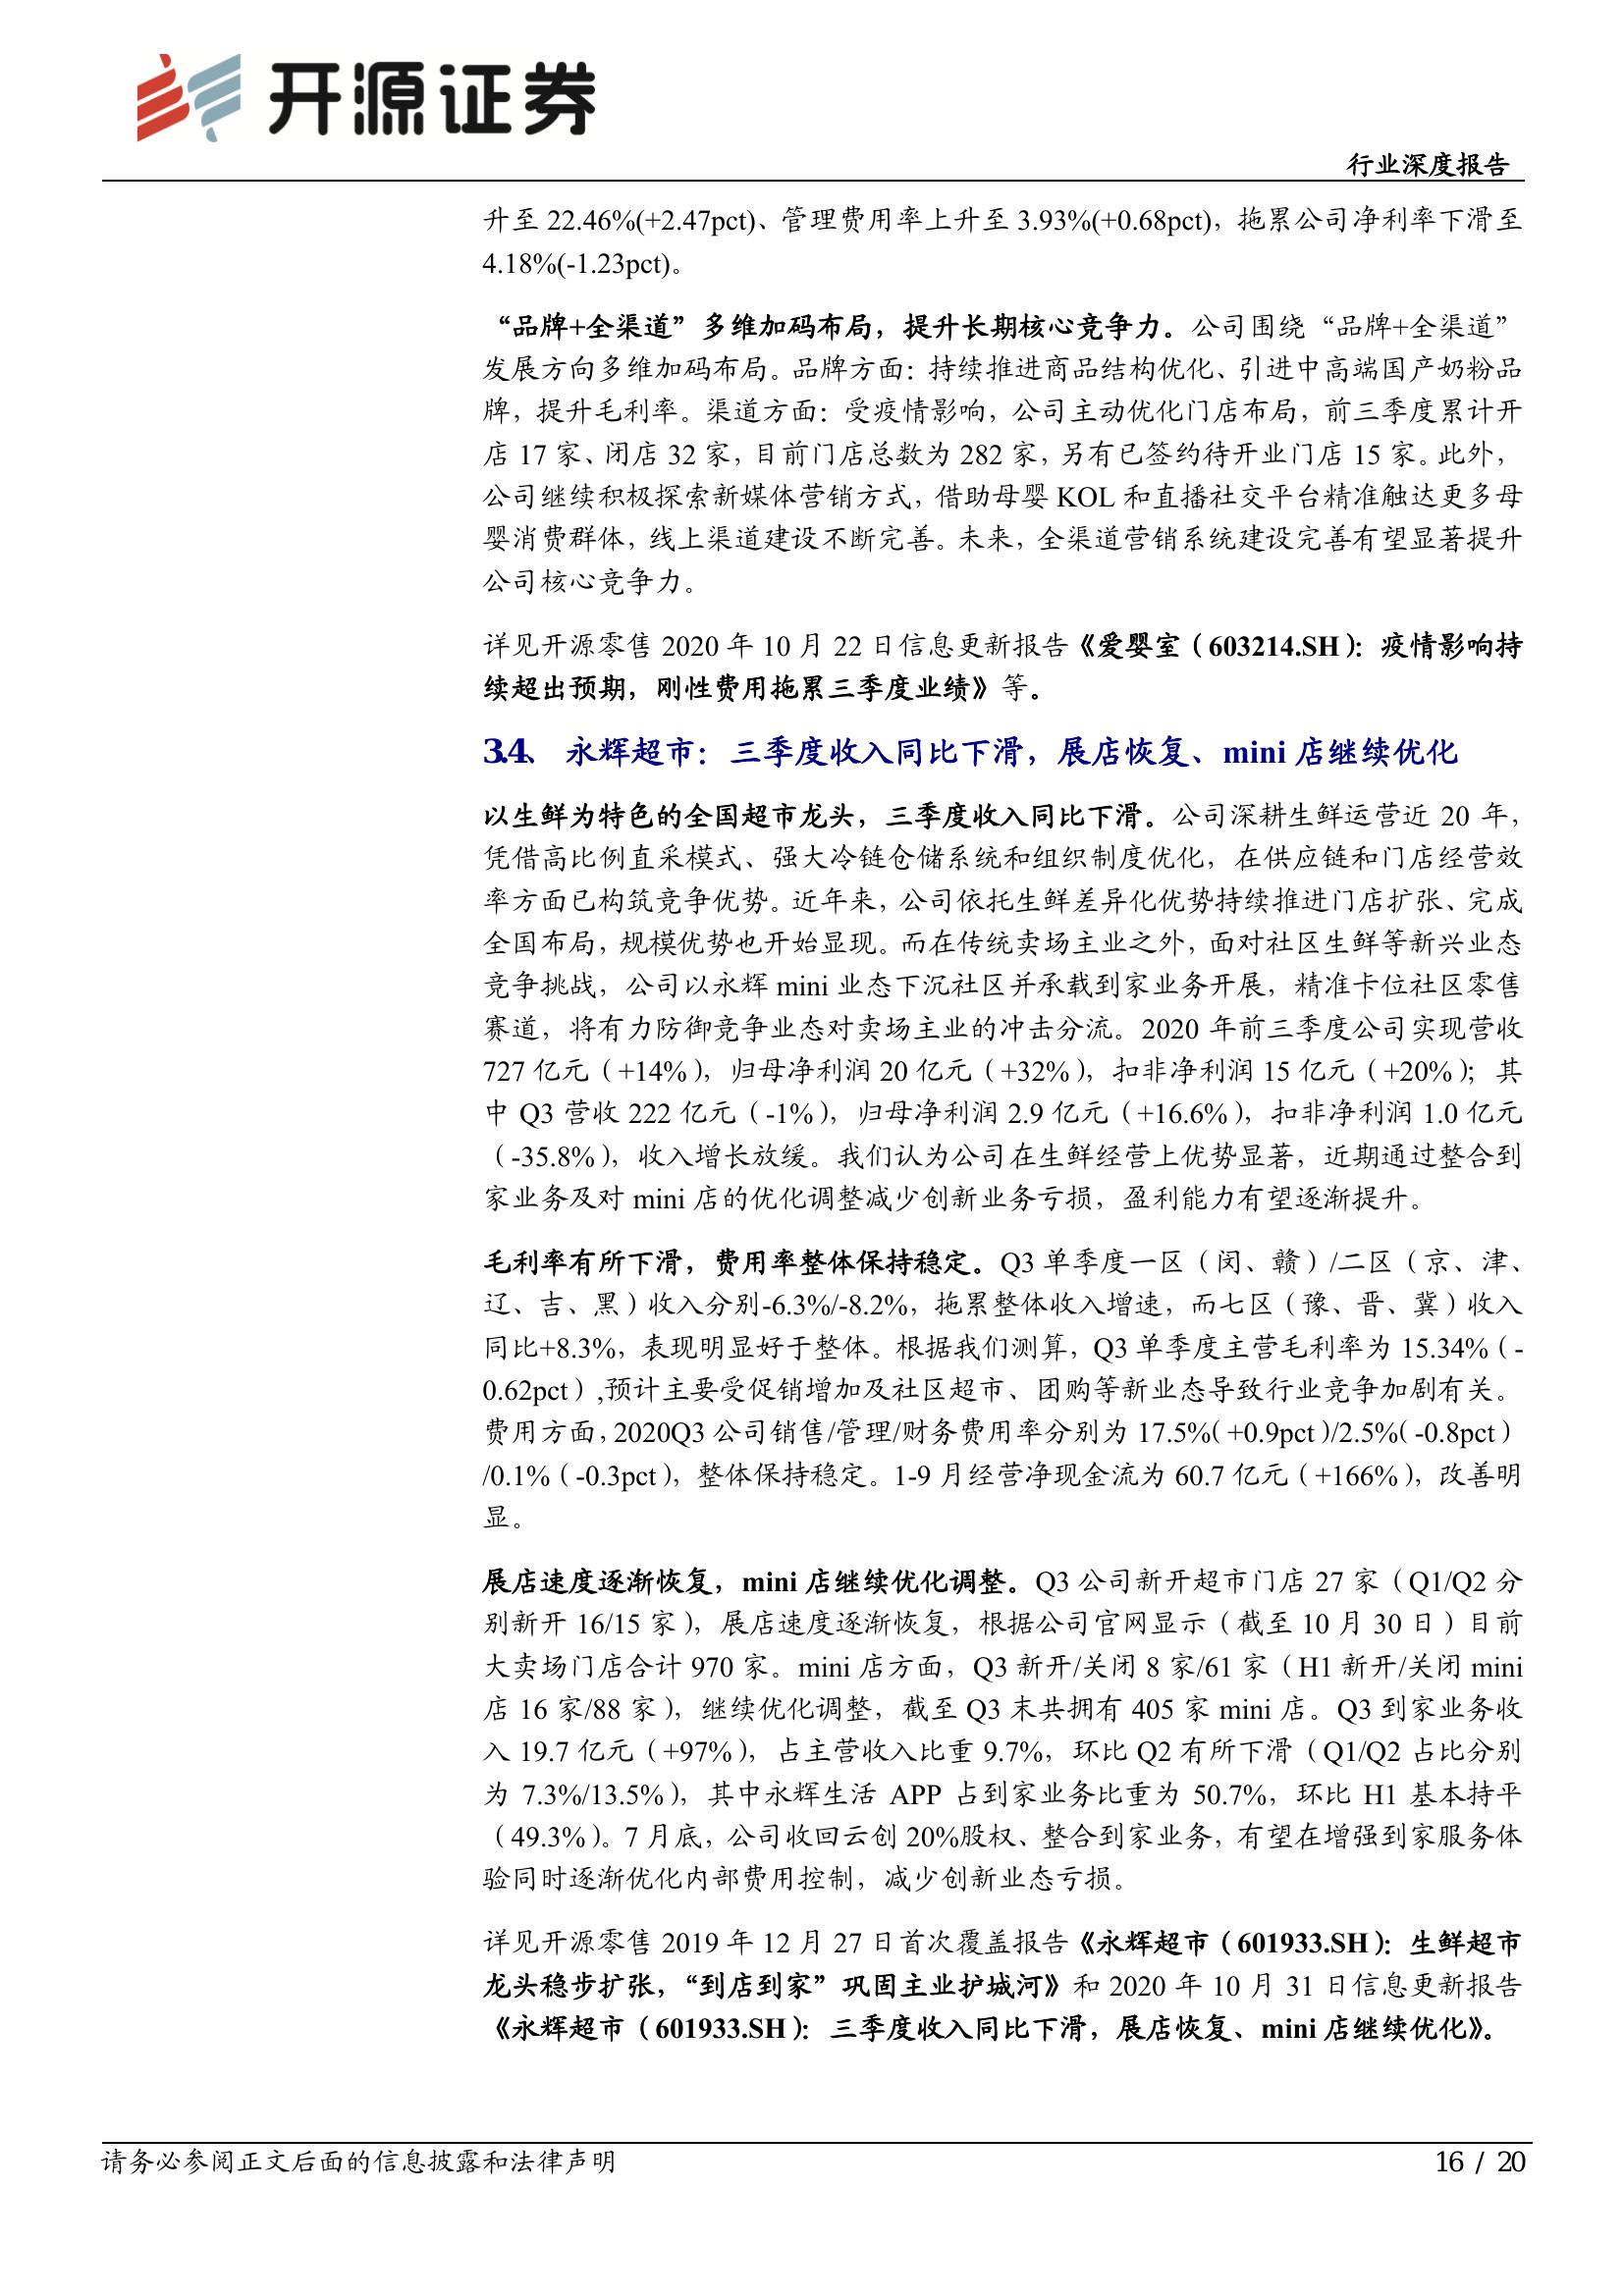 开源证券
行业深度报告
升至 22.46%(+2.47pct)、管理费用率上升至 3.93%(+0.68pct)，拖累公司净利率下滑至
4.18%(-1.23pct)。
“品牌+全渠道”多维加码布局，提升长期核心竞争力。公司围绕“品牌+全渠道”
发展方向多维加码布局。品牌方面：持续推进商品结构优化、引进中高端国产奶粉品
牌，提升毛利率。渠道方面：受疫情影响，公司主动优化门店布局，前三季度累计开
店 17 家、闭店 32 家，目前门店总数为 282 家，另有已签约待开业门店 15 家。此外，
公司继续积极探索新媒体营销方式，借助母婴 KOL 和直播社交平台精准触达更多母
婴消费群体，线上渠道建设不断完善。未来，全渠道营销系统建设完善有望显著提升
公司核心竞争力。
详见开源零售 2020 年 10 月 22 日信息更新报告《爱婴室（603214.SH）：疫情影响持
续超出预期，刚性费用拖累三季度业绩》等。
3.4、 永辉超市：三季度收入同比下滑，展店恢复、mini 店继续优化
以生鲜为特色的全国超市龙头，三季度收入同比下滑。公司深耕生鲜运营近 20 年，
凭借高比例直采模式、强大冷链仓储系统和组织制度优化，在供应链和门店经营效
率方面已构筑竞争优势。近年来，公司依托生鲜差异化优势持续推进门店扩张、完成
全国布局，规模优势也开始显现。而在传统卖场主业之外，面对社区生鲜等新兴业态
竞争挑战，公司以永辉 mini 业态下沉社区并承载到家业务开展，精准卡位社区零售
赛道，将有力防御竞争业态对卖场主业的冲击分流。2020 年前三季度公司实现营收
727 亿元（+14%），归母净利润 20 亿元（+32%），扣非净利润 15 亿元（+20%）；其
中 Q3 营收 222 亿元（-1%），归母净利润 2.9 亿元（+16.6%），扣非净利润 1.0 亿元
（-35.8%），收入增长放缓。我们认为公司在生鲜经营上优势显著，近期通过整合到
家业务及对 mini 店的优化调整减少创新业务亏损，盈利能力有望逐渐提升。
毛利率有所下滑，费用率整体保持稳定。Q3 单季度一区（闽、赣）/二区（京、津、
辽、吉、黑）收入分别-6.3%/-8.2%，拖累整体收入增速，而七区（豫、晋、冀）收入
同比+8.3%，表现明显好于整体。根据我们测算，Q3 单季度主营毛利率为 15.34%（-
0.62pct）,预计主要受促销增加及社区超市、团购等新业态导致行业竞争加剧有关。
费用方面，2020Q3 公司销售/管理/财务费用率分别为 17.5%（+0.9pct）/2.5%（-0.8pct）
/0.1%（-0.3pct），整体保持稳定。1-9 月经营净现金流为 60.7 亿元（+166%），改善明
显。
展店速度逐渐恢复，mini 店继续优化调整。Q3 公司新开超市门店 27 家（Q1/Q2 分
别新开 16/15 家），展店速度逐渐恢复，根据公司官网显示（截至 10 月 30 日）目前
大卖场门店合计 970 家。mini 店方面，Q3 新开/关闭 8 家/61 家（H1 新开/关闭 mini
店 16 家/88 家），继续优化调整，截至 Q3 末共拥有 405 家 mini 店。Q3 到家业务收
入 19.7 亿元（+97%），占主营收入比重 9.7%，环比 Q2 有所下滑（Q1/Q2 占比分别
为 7.3%/13.5%），其中永辉生活 APP 占到家业务比重为 50.7%，环比 H1 基本持平
（49.3%）。7 月底，公司收回云创 20%股权、整合到家业务，有望在增强到家服务体
验同时逐渐优化内部费用控制，减少创新业态亏损。
详见开源零售 2019 年 12 月 27 日首次覆盖报告《永辉超市（601933.SH）：生鲜超市
龙头稳步扩张，“到店到家”巩固主业护城河》和 2020 年 10 月 31 日信息更新报告
《永辉超市（601933.SH）：三季度收入同比下滑，展店恢复、mini 店继续优化》。
请务必参阅正文后面的信息披露和法律声明
16 / 20